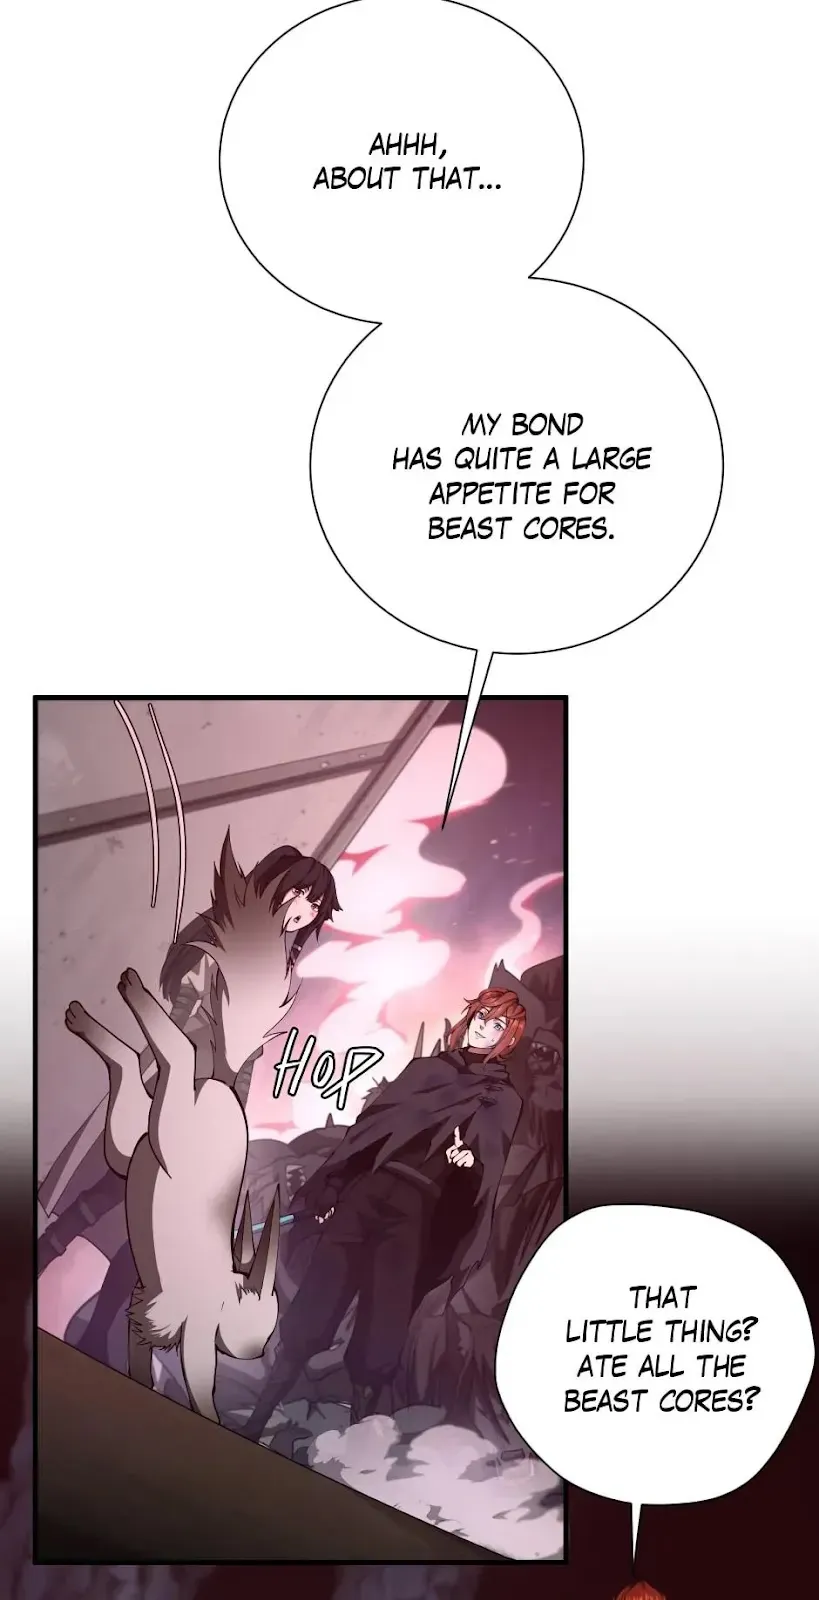 AHHH,
ABOUT THAT...
MY BOND
HAS QUITE A LARGE
APPETITE FOR
BEAST CORES.
HOP
THAT
LITTLE THING?
ATE ALL THE
BEAST CORES?